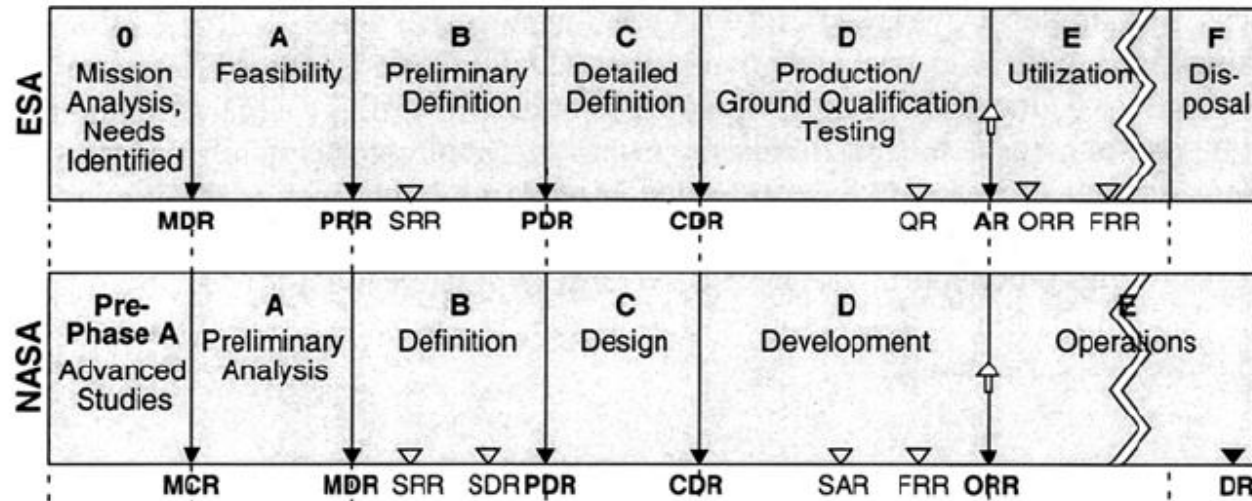 ESA
0
Mission
Analysis,
Needs
Identified
A
Feasibility
B
Preliminary
Definition
C
Detailed
Definition
D
Production/
Ground Qualification
Testing
E
Utilization
F
Dis-
posal
MDR PRR SRR PDR CDR QR AR ORR FRR
NASA
Pre-
Phase A
Advanced
Studies
A
Preliminary
Analysis
B
Definition
C
Design
D
Development
E
Operations
MCR MDR SRR SDR PDR CDR SAR FRR ORR DR